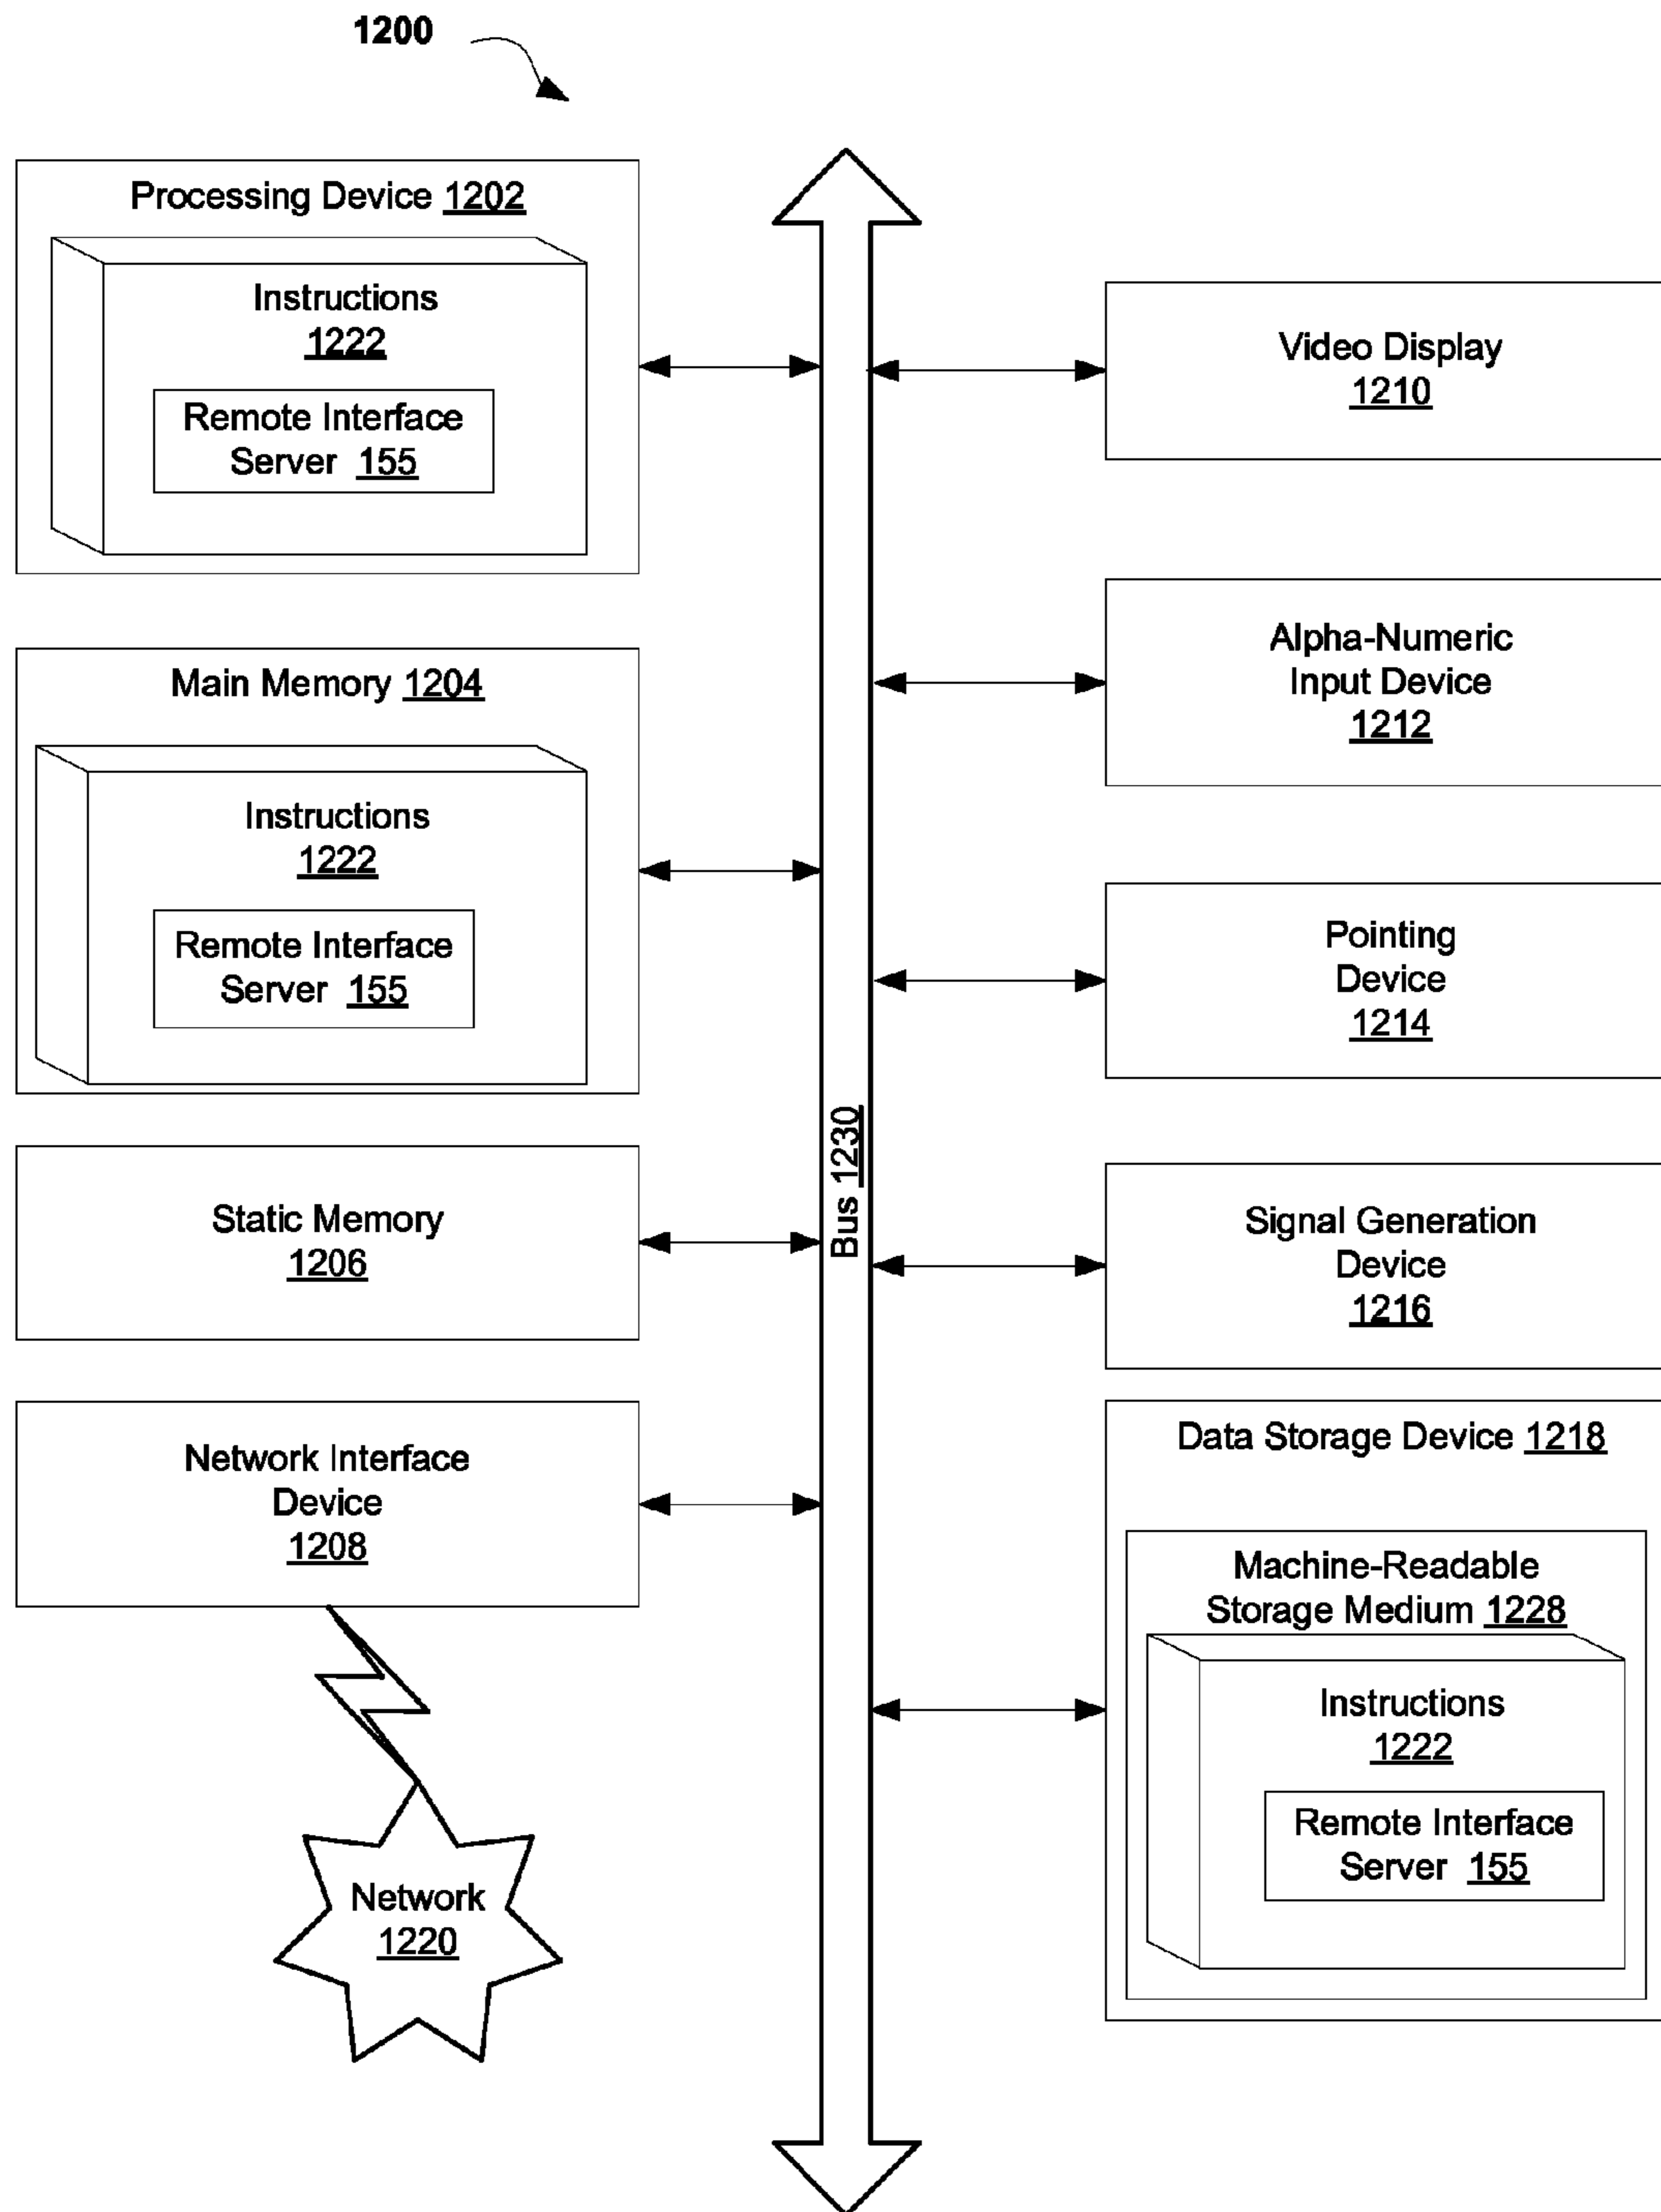 1200
Processing Device 1202
Instructions
1222
Remote Interface
Server 155
Main Memory 1204
Instructions
1222
Remote Interface
Server 155
Static Memory
1206
Network Interface
Device
1208
Network
1220
Bus 1230
Video Display
1210
Alpha-Numeric
Input Device
1212
Pointing
Device
1214
Signal Generation
Device
1216
Data Storage Device 1218
Machine-Readable
Storage Medium 1228
Instructions
1222
Remote Interface
Server 155